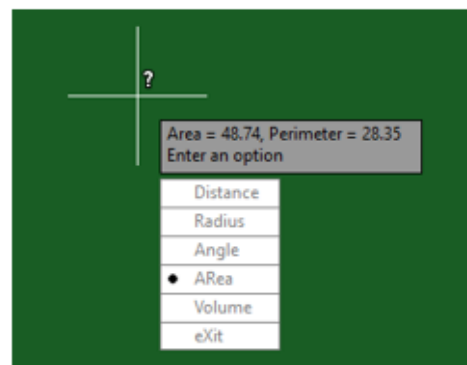 ?
Area = 48.74, Perimeter = 28.35
Enter an option
Distance
Radius
Angle
ARea
Volume
eXit